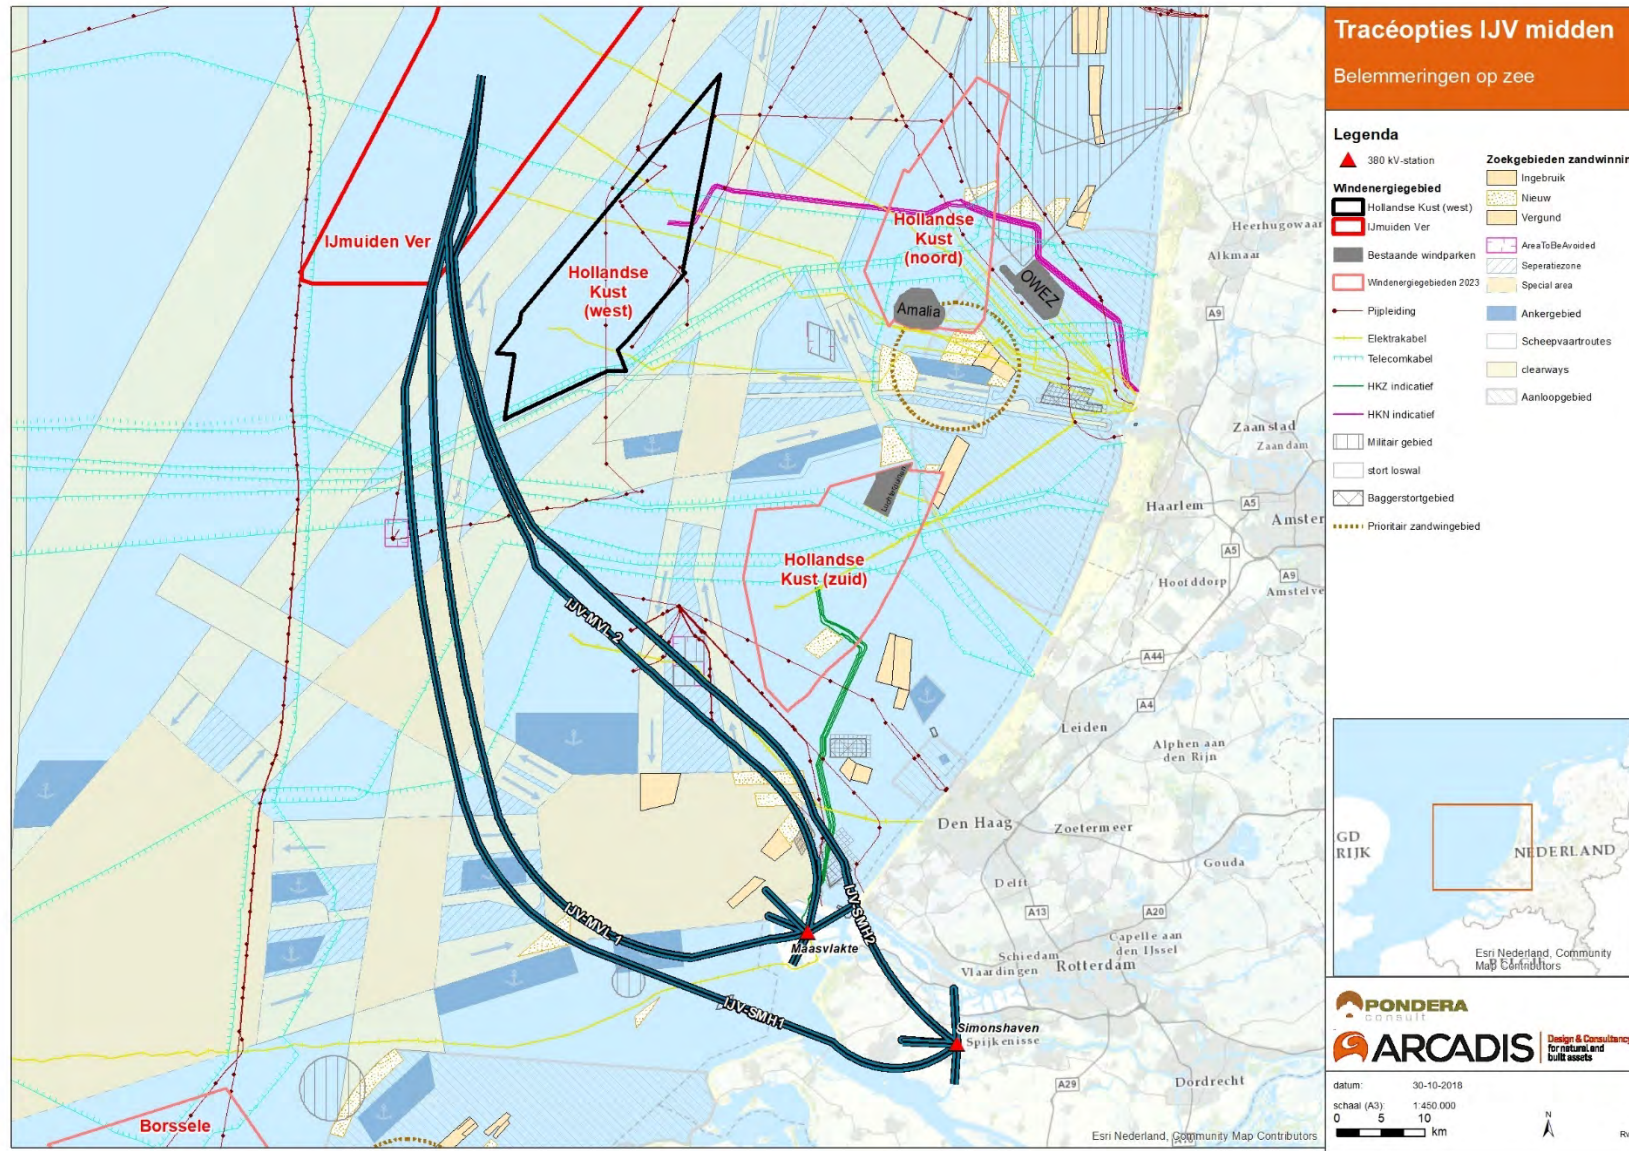 Tracéopties IJV midden
Belemmeringen op zee
Legenda
380 kV-station
Windenergiegebied
Hollandse Kust (west)
IJmuiden Ver
Bestaande windparken
Windenergiegebieden 2023
Pijpleiding
Elektrakabel
Telecomkabel
HKZ indicatief
HKN indicatief
Militair gebied
stort loswal
Baggerstortgebied
Prioritair zandwingebied
Zoekgebieden zandwinnin
Ingebruik
Nieuw
Vergund
AreaToBeAvoided
Seperatiezone
Special area
Ankergebied
Scheepvaartroutes
clearways
Aanloopgebied
IJmuiden Ver
Hollandse
Kust
(west)
Hollandse
Kust
(noord)
Amalia
OWEZ
Hollandse
Kust (zuid)
Borssele
IJV-MVL-2
IJV-MVL-1
IJV-SMH1
IJV-SMH2
Maasvlakte
Simonshaven
Spijkenisse
Heerhugowaar
Alkmaar
A9
Zaanstad
Zaandam
Haarlem
A5
Amster
A5
Hoofddorp
A9
Amstelve
A44
Leiden
A4
Alphen aan
den Rijn
Den Haag
Zoetermeer
Gouda
Delft
A13
A20
Capelle aan
den IJssel
Schiedam
Vlaardingen
Rotterdam
A29
Dordrecht
Esri Nederland, Community Map Contributors
GD
RIJK
NEDERLAND
Esri Nederland, Community
Map Contributors
PONDERA
consult
ARCADIS
Design & Consultancy
for natural and
built assets
datum: 30-10-2018
schaal (A3): 1:450.000
0 5 10
km
N